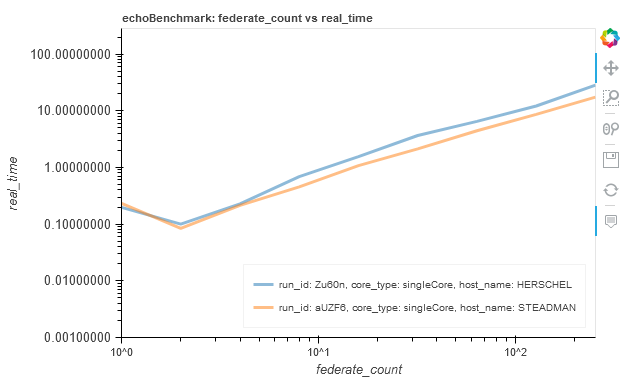 echoBenchmark: federate_count vs real_time
100.00000000
10.00000000
1.00000000
0.10000000
0.01000000
0.00100000
real_time
run_id: Zu60n, core_type: singleCore, host_name: HERSCHEL
run_id: aUZF6, core_type: singleCore, host_name: STEADMAN
10^0
10^1
10^2
federate_count